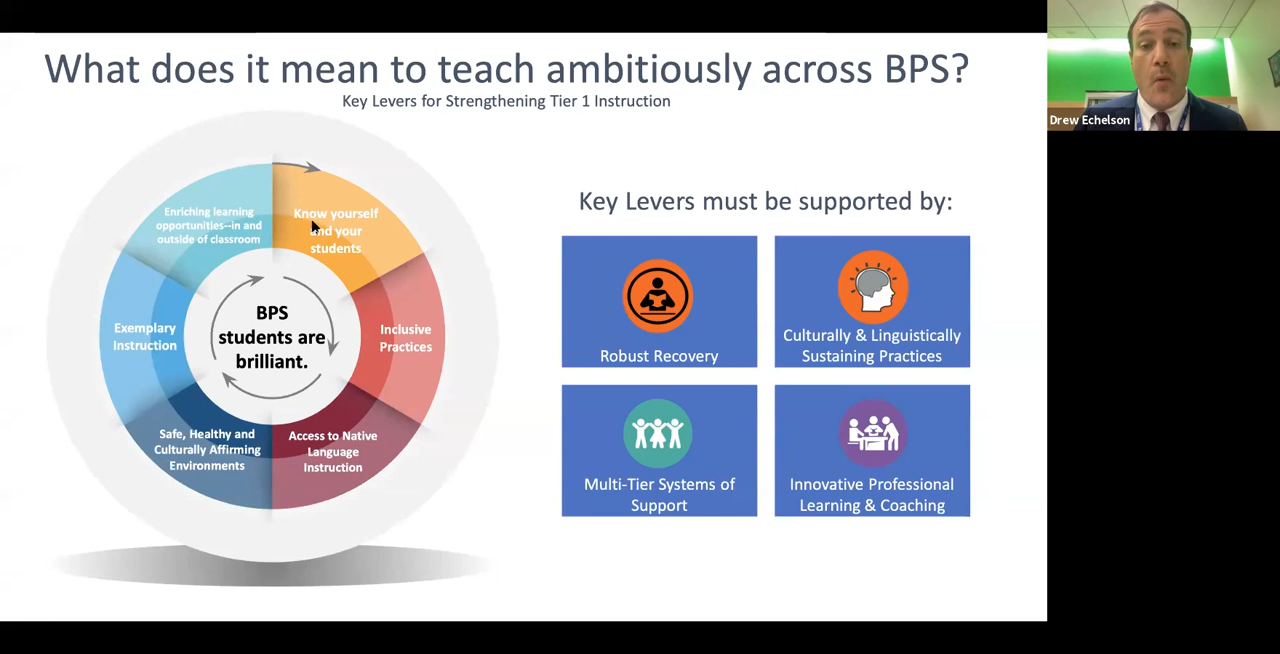 What does it mean to teach ambitiously across BPS?
Key Levers for Strengthening Tier 1 Instruction
Drew Echelson
Know yourself
and your
students
Inclusive
Practices
Access to Native
Language
Instruction
Safe, Healthy and
Culturally Affirming
Environments
Exemplary
Instruction
Enriching learning
opportunities--in and
outside of classroom
BPS
students are
brilliant.
Key Levers must be supported by:
Robust Recovery
Culturally & Linguistically
Sustaining Practices
Multi-Tier Systems of
Support
Innovative Professional
Learning & Coaching